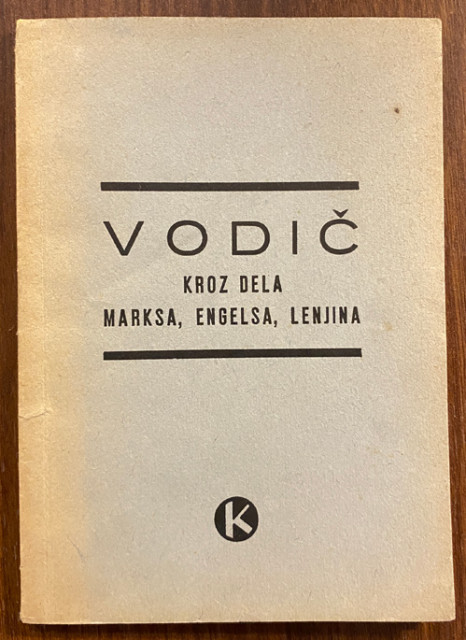 VODIČ
KROZ DELA
MARKSA, ENGELSA, LENJINA
K